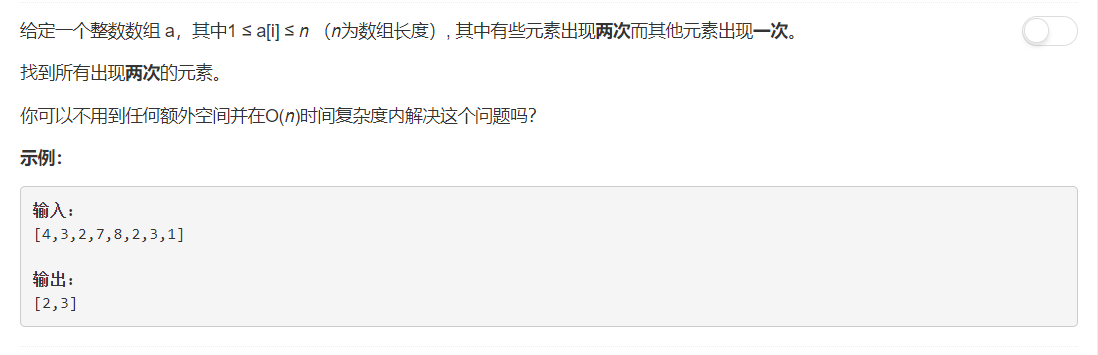 给定一个整数数组 a，其中1 ≤ a[i] ≤ n （n为数组长度）, 其中有些元素出现两次而其他元素出现一次。
找到所有出现两次的元素。
你可以不用到任何额外空间并在O(n)时间复杂度内解决这个问题吗？
示例：
输入：
[4,3,2,7,8,2,3,1]
输出：
[2,3]